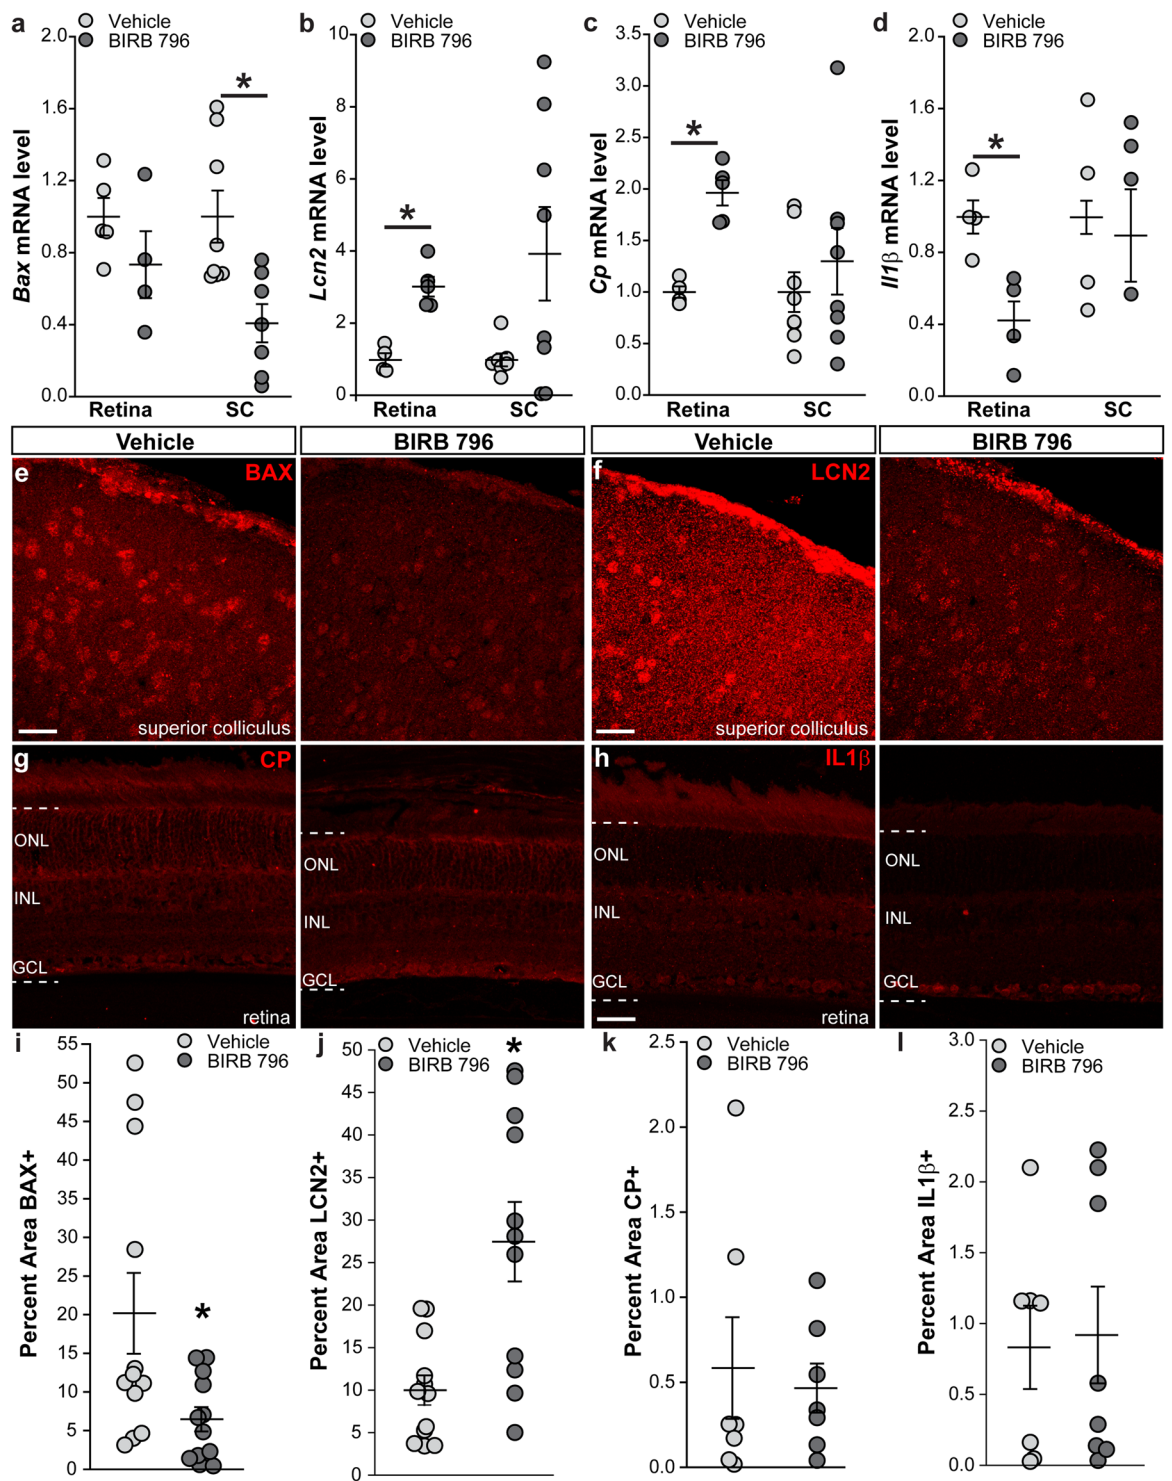 a
Vehicle
BIRB 796
2.0
1.6
1.2
0.8
0.4
0.0
Bax mRNA level
*
Retina
SC
b
Vehicle
BIRB 796
10
8
6
4
2
0
Lcn2 mRNA level
*
Retina
SC
c
Vehicle
BIRB 796
3.5
3.0
2.5
2.0
1.5
1.0
0.5
0.0
Cp mRNA level
*
Retina
SC
d
Vehicle
BIRB 796
2.0
1.6
1.2
0.8
0.4
0.0
Il1β mRNA level
*
Retina
SC
Vehicle
BIRB 796
Vehicle
BIRB 796
e
BAX
superior colliculus
f
LCN2
superior colliculus
g
CP
ONL
INL
GCL
retina
ONL
INL
GCL
h
IL1β
ONL
INL
GCL
retina
ONL
INL
GCL
i
Vehicle
BIRB 796
55
50
45
40
35
30
25
20
15
10
5
0
Percent Area BAX+
*
j
Vehicle
BIRB 796
50
45
40
35
30
25
20
15
10
5
0
Percent Area LCN2+
*
k
Vehicle
BIRB 796
2.5
2.0
1.5
1.0
0.5
0.0
Percent Area CP+
l
Vehicle
BIRB 796
3.0
2.5
2.0
1.5
1.0
0.5
0.0
Percent Area IL1β+